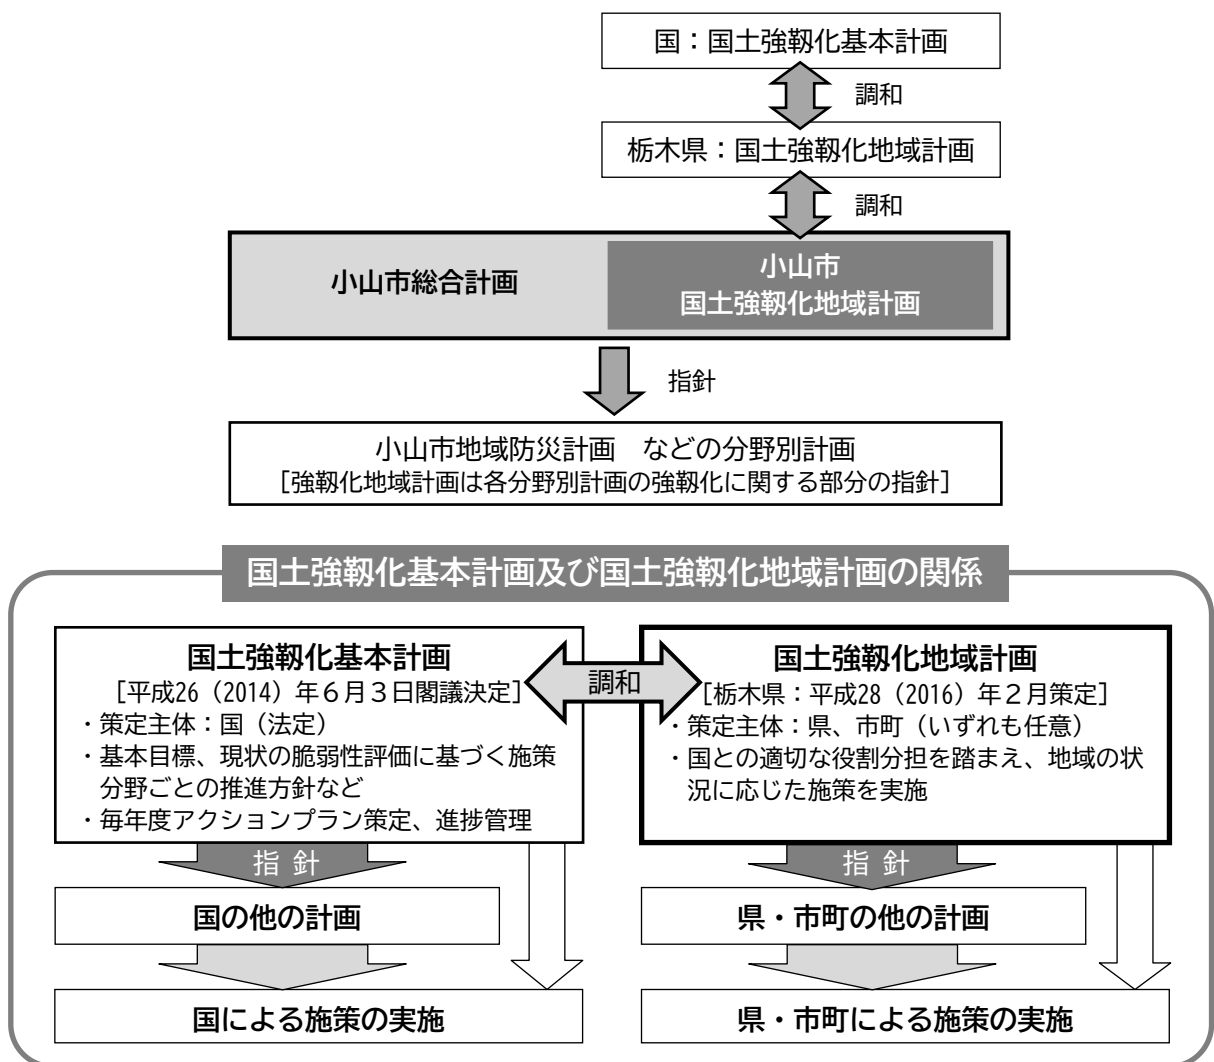 国：国土強靱化基本計画
調和
栃木県：国土強靱化地域計画
調和
小山市総合計画
小山市
国土強靱化地域計画
指針
小山市地域防災計画　などの分野別計画
［強靱化地域計画は各分野別計画の強靱化に関する部分の指針］
国土強靱化基本計画及び国土強靱化地域計画の関係
国土強靱化基本計画
［平成26（2014）年６月３日閣議決定］
・策定主体：国（法定）
・基本目標、現状の脆弱性評価に基づく施策
分野ごとの推進方針など
・毎年度アクションプラン策定、進捗管理
調和
国土強靱化地域計画
［栃木県：平成28（2016）年２月策定］
・策定主体：県、市町（いずれも任意）
・国との適切な役割分担を踏まえ、地域の状
況に応じた施策を実施
指 針
国の他の計画
国による施策の実施
指 針
県・市町の他の計画
県・市町による施策の実施